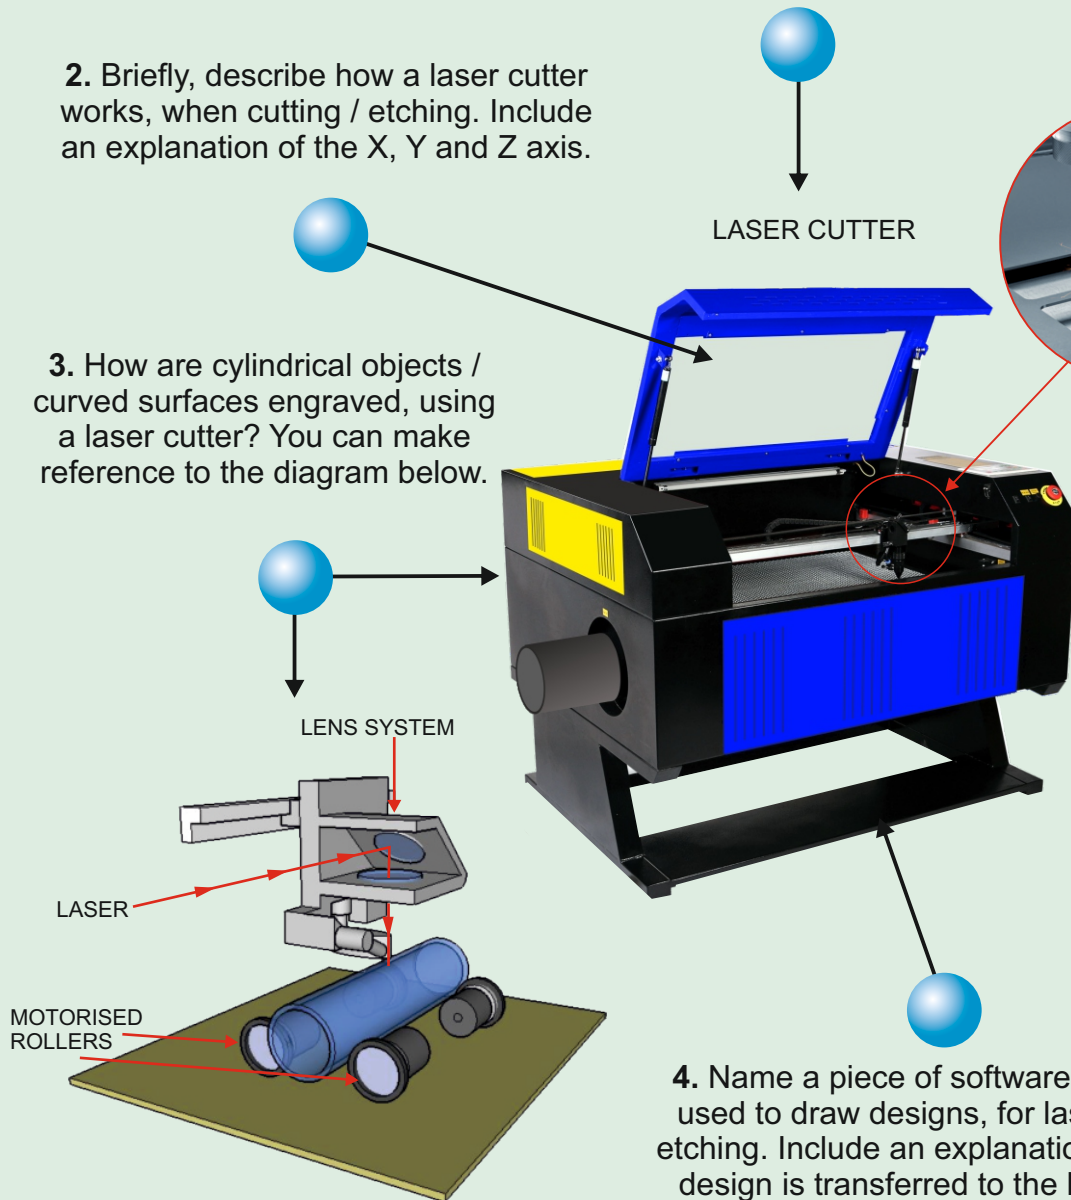 2. Briefly, describe how a laser cutter
works, when cutting / etching. Include
an explanation of the X, Y and Z axis.
LASER CUTTER
3. How are cylindrical objects /
curved surfaces engraved, using
a laser cutter? You can make
reference to the diagram below.
LENS SYSTEM
LASER
MOTORISED
ROLLERS
4. Name a piece of software
used to draw designs, for
etching. Include an
design is transferred to the